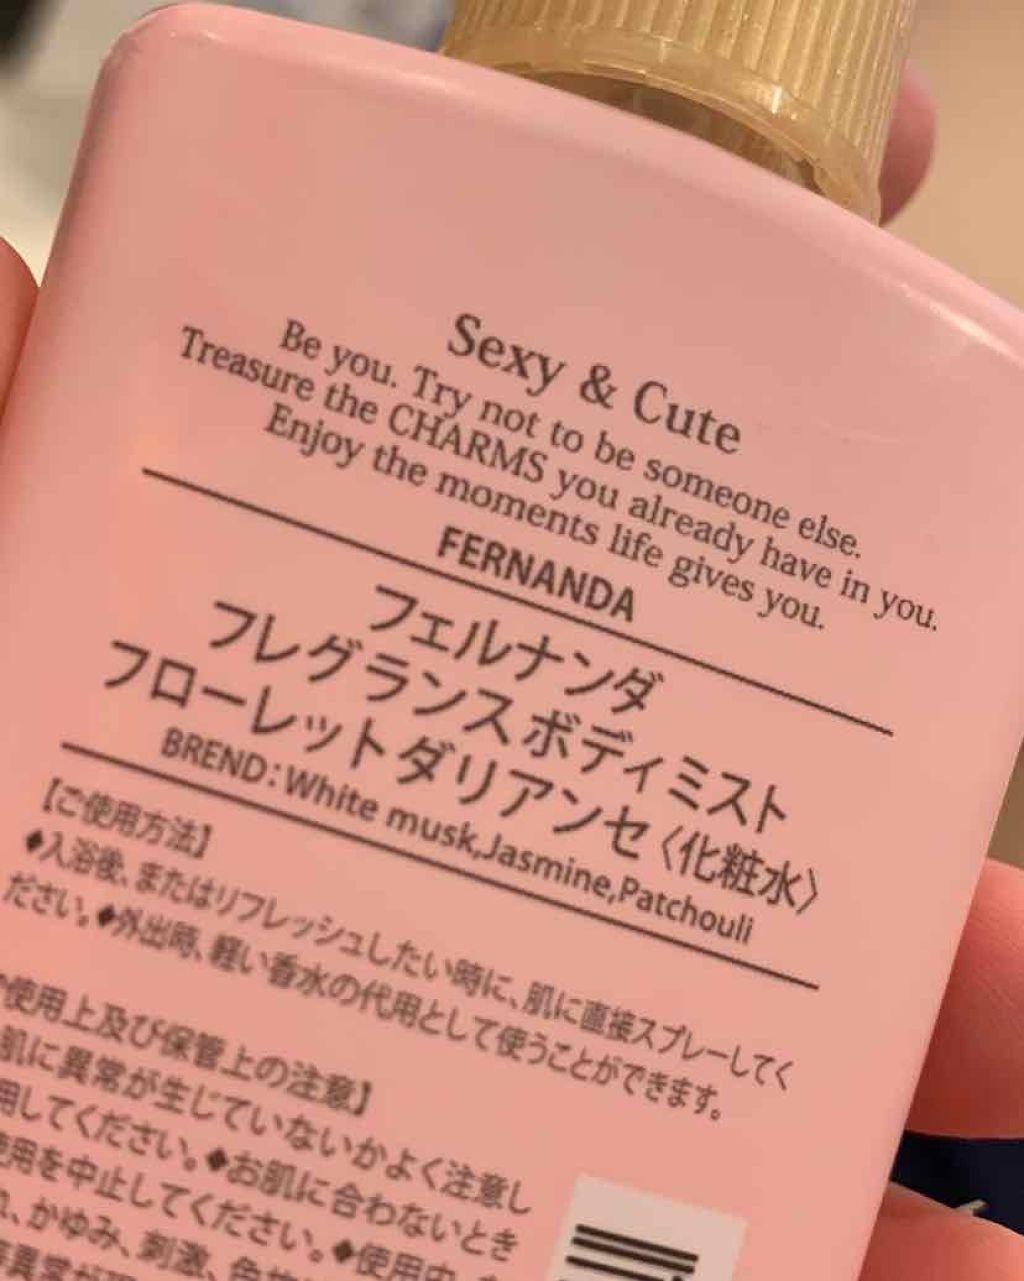 Sexy & Cute
Be you. Try not to be someone else.
Treasure the CHARMS you already have in you.
Enjoy the moments life gives you.
FERNANDA
フェルナンダ
フレグランスボディミスト
フローレットダリアンセ〈化粧水〉
BREND:White musk,Jasmine,Patchouli
【ご使用方法】
◆入浴後、またはリフレッシュしたい時に、肌に直接スプレーしてく
ださい。◆外出時、軽い香水の代用として使うことができます。
使用上及び保管上の注意】
肌に異常が生じていないかよく注意し
用してください。◆お肌に合わないとき
使用を中止してください。◆使用中、
、かゆみ、刺激、